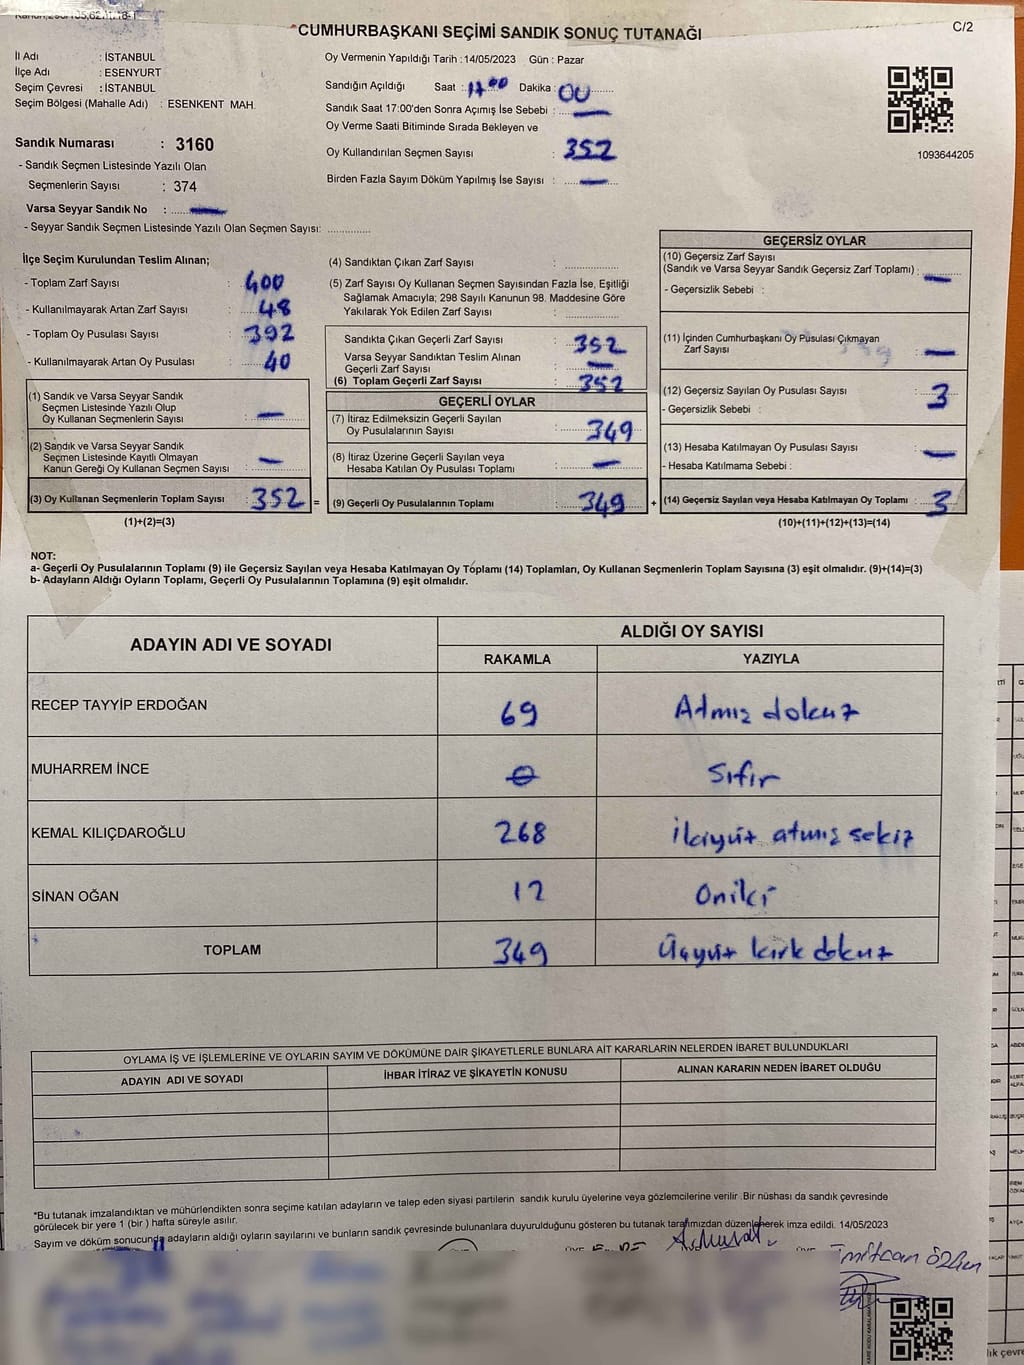 *CUMHURBAŞKANI SEÇİMİ SANDIK SONUÇ TUTANAĞI
C/2
İl Adı : İSTANBUL
İlçe Adı : ESENYURT
Seçim Çevresi : İSTANBUL
Seçim Bölgesi (Mahalle Adı) : ESENKENT MAH.
Sandık Numarası : 3160
- Sandık Seçmen Listesinde Yazılı Olan
Seçmenlerin Sayısı : 374
Varsa Seyyar Sandık No : —
- Seyyar Sandık Seçmen Listesinde Yazılı Olan Seçmen Sayısı:
Oy Vermenin Yapıldığı Tarih : 14/05/2023 Gün : Pazar
Sandığın Açıldığı Saat : 17 00 Dakika : 00
Sandık Saat 17:00'den Sonra Açımış İse Sebebi : —
Oy Verme Saati Bitiminde Sırada Bekleyen ve
Oy Kullandırılan Seçmen Sayısı : 352
Birden Fazla Sayım Döküm Yapılmış İse Sayısı : —
1093644205
İlçe Seçim Kurulundan Teslim Alınan;
- Toplam Zarf Sayısı : 400
- Kullanılmayarak Artan Zarf Sayısı : 48
- Toplam Oy Pusulası Sayısı : 392
- Kullanılmayarak Artan Oy Pusulası : 40
(1) Sandık ve Varsa Seyyar Sandık
Seçmen Listesinde Yazılı Olup
Oy Kullanan Seçmenlerin Sayısı : —
(2) Sandık ve Varsa Seyyar Sandık
Seçmen Listesinde Kayıtlı Olmayan
Kanun Gereği Oy Kullanan Seçmen Sayısı : —
(3) Oy Kullanan Seçmenlerin Toplam Sayısı : 352 =
(1)+(2)=(3)
(4) Sandıktan Çıkan Zarf Sayısı :
(5) Zarf Sayısı Oy Kullanan Seçmen Sayısından Fazla İse, Eşitliği
Sağlamak Amacıyla; 298 Sayılı Kanunun 98. Maddesine Göre
Yakılarak Yok Edilen Zarf Sayısı :
Sandıkta Çıkan Geçerli Zarf Sayısı : 352
Varsa Seyyar Sandıktan Teslim Alınan
Geçerli Zarf Sayısı : —
(6) Toplam Geçerli Zarf Sayısı : 352
GEÇERLİ OYLAR
(7) İtiraz Edilmeksizin Geçerli Sayılan
Oy Pusulalarının Sayısı : 349
(8) İtiraz Üzerine Geçerli Sayılan veya
Hesaba Katılan Oy Pusulası Toplamı : —
(9) Geçerli Oy Pusulalarının Toplamı : 349 +
GEÇERSİZ OYLAR
(10) Geçersiz Zarf Sayısı
(Sandık ve Varsa Seyyar Sandık Geçersiz Zarf Toplamı) : —
- Geçersizlik Sebebi :
(11) İçinden Cumhurbaşkanı Oy Pusulası Çıkmayan
Zarf Sayısı : —
(12) Geçersiz Sayılan Oy Pusulası Sayısı : 3
- Geçersizlik Sebebi :
(13) Hesaba Katılmayan Oy Pusulası Sayısı : —
- Hesaba Katılmama Sebebi :
(14) Geçersiz Sayılan veya Hesaba Katılmayan Oy Toplamı : 3
(10)+(11)+(12)+(13)=(14)
NOT:
a- Geçerli Oy Pusulalarının Toplamı (9) ile Geçersiz Sayılan veya Hesaba Katılmayan Oy Toplamı (14) Toplamları, Oy Kullanan Seçmenlerin Toplam Sayısına (3) eşit olmalıdır. (9)+(14)=(3)
b- Adayların Aldığı Oyların Toplamı, Geçerli Oy Pusulalarının Toplamına (9) eşit olmalıdır.
ADAYIN ADI VE SOYADI
ALDIĞI OY SAYISI
RAKAMLA YAZIYLA
RECEP TAYYİP ERDOĞAN 69 Atmış dokuz
MUHARREM İNCE 0 Sıfır
KEMAL KILIÇDAROĞLU 268 İkiyüz atmış sekiz
SİNAN OĞAN 12 Oniki
TOPLAM 349 Üçyüz kırk dokuz
OYLAMA İŞ VE İŞLEMLERİNE VE OYLARIN SAYIM VE DÖKÜMÜNE DAİR ŞİKAYETLERLE BUNLARA AİT KARARLARIN NELERDEN İBARET BULUNDUKLARI
ADAYIN ADI VE SOYADI İHBAR İTİRAZ VE ŞİKAYETİN KONUSU ALINAN KARARIN NEDEN İBARET OLDUĞU
*Bu tutanak imzalandıktan ve mühürlendikten sonra seçime katılan adayların ve talep eden siyasi partilerin sandık kurulu üyelerine veya gözlemcilerine verilir .Bir nüshası da sandık çevresinde
görülecek bir yere 1 (bir ) hafta süreyle asılır.
Sayım ve döküm sonucunda adayların aldığı oyların sayılarını ve bunların sandık çevresinde bulunanlara duyurulduğunu gösteren bu tutanak tarafımızdan düzenlenerek imza edildi. 14/05/2023